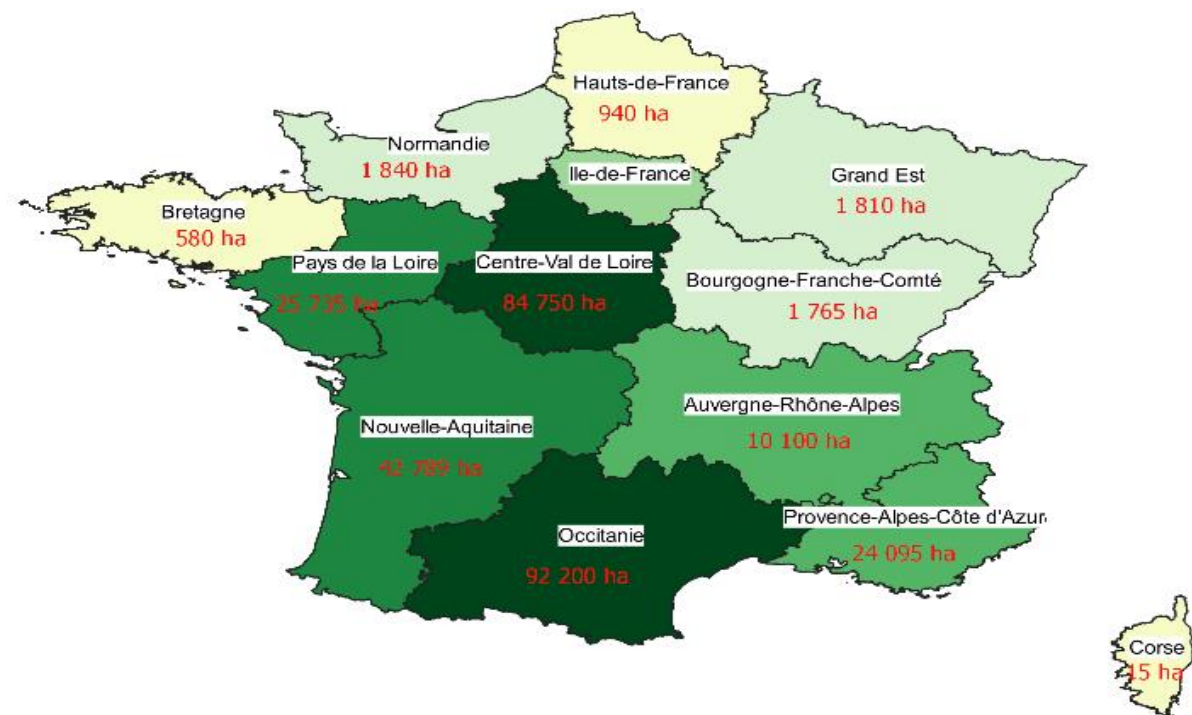 Hauts-de-France
940 ha
Normandie
1 840 ha
Ile-de-France
Grand Est
1 810 ha
Bretagne
580 ha
Pays de la Loire
25 735 ha
Centre-Val de Loire
84 750 ha
Bourgogne-Franche-Comté
1 765 ha
Auvergne-Rhône-Alpes
10 100 ha
Nouvelle-Aquitaine
42 789 ha
Provence-Alpes-Côte d'Azur
24 095 ha
Occitanie
92 200 ha
Corse
15 ha